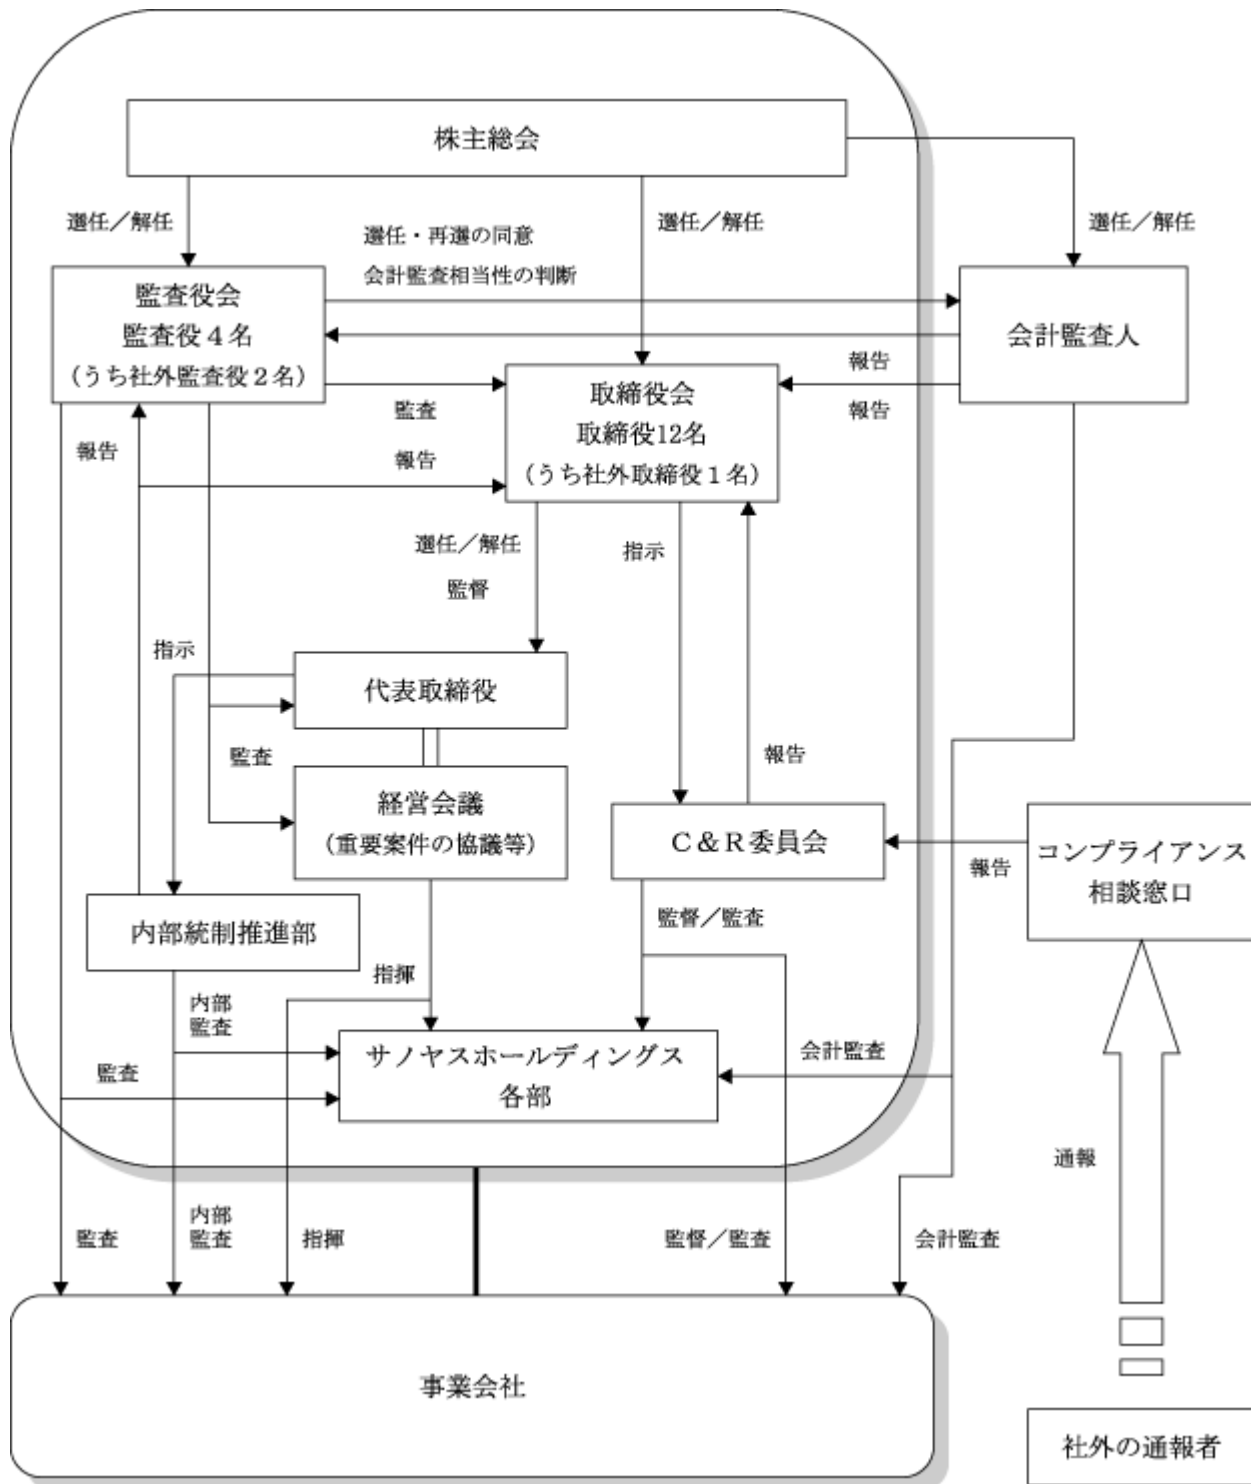 株主総会
選任／解任
選任／解任
選任／解任
選任・再選の同意
会計監査相当性の判断
監査役会
監査役４名
（うち社外監査役２名）
会計監査人
報告
報告
取締役会
取締役12名
（うち社外取締役１名）
監査
報告
報告
選任／解任
監督
指示
指示
代表取締役
監査
報告
経営会議
（重要案件の協議等）
Ｃ＆Ｒ委員会
報告
コンプライアンス
相談窓口
内部統制推進部
監督／監査
指揮
内部
監査
サノヤスホールディングス
各部
会計監査
監査
通報
監査
内部
監査
指揮
監督／監査
会計監査
事業会社
社外の通報者